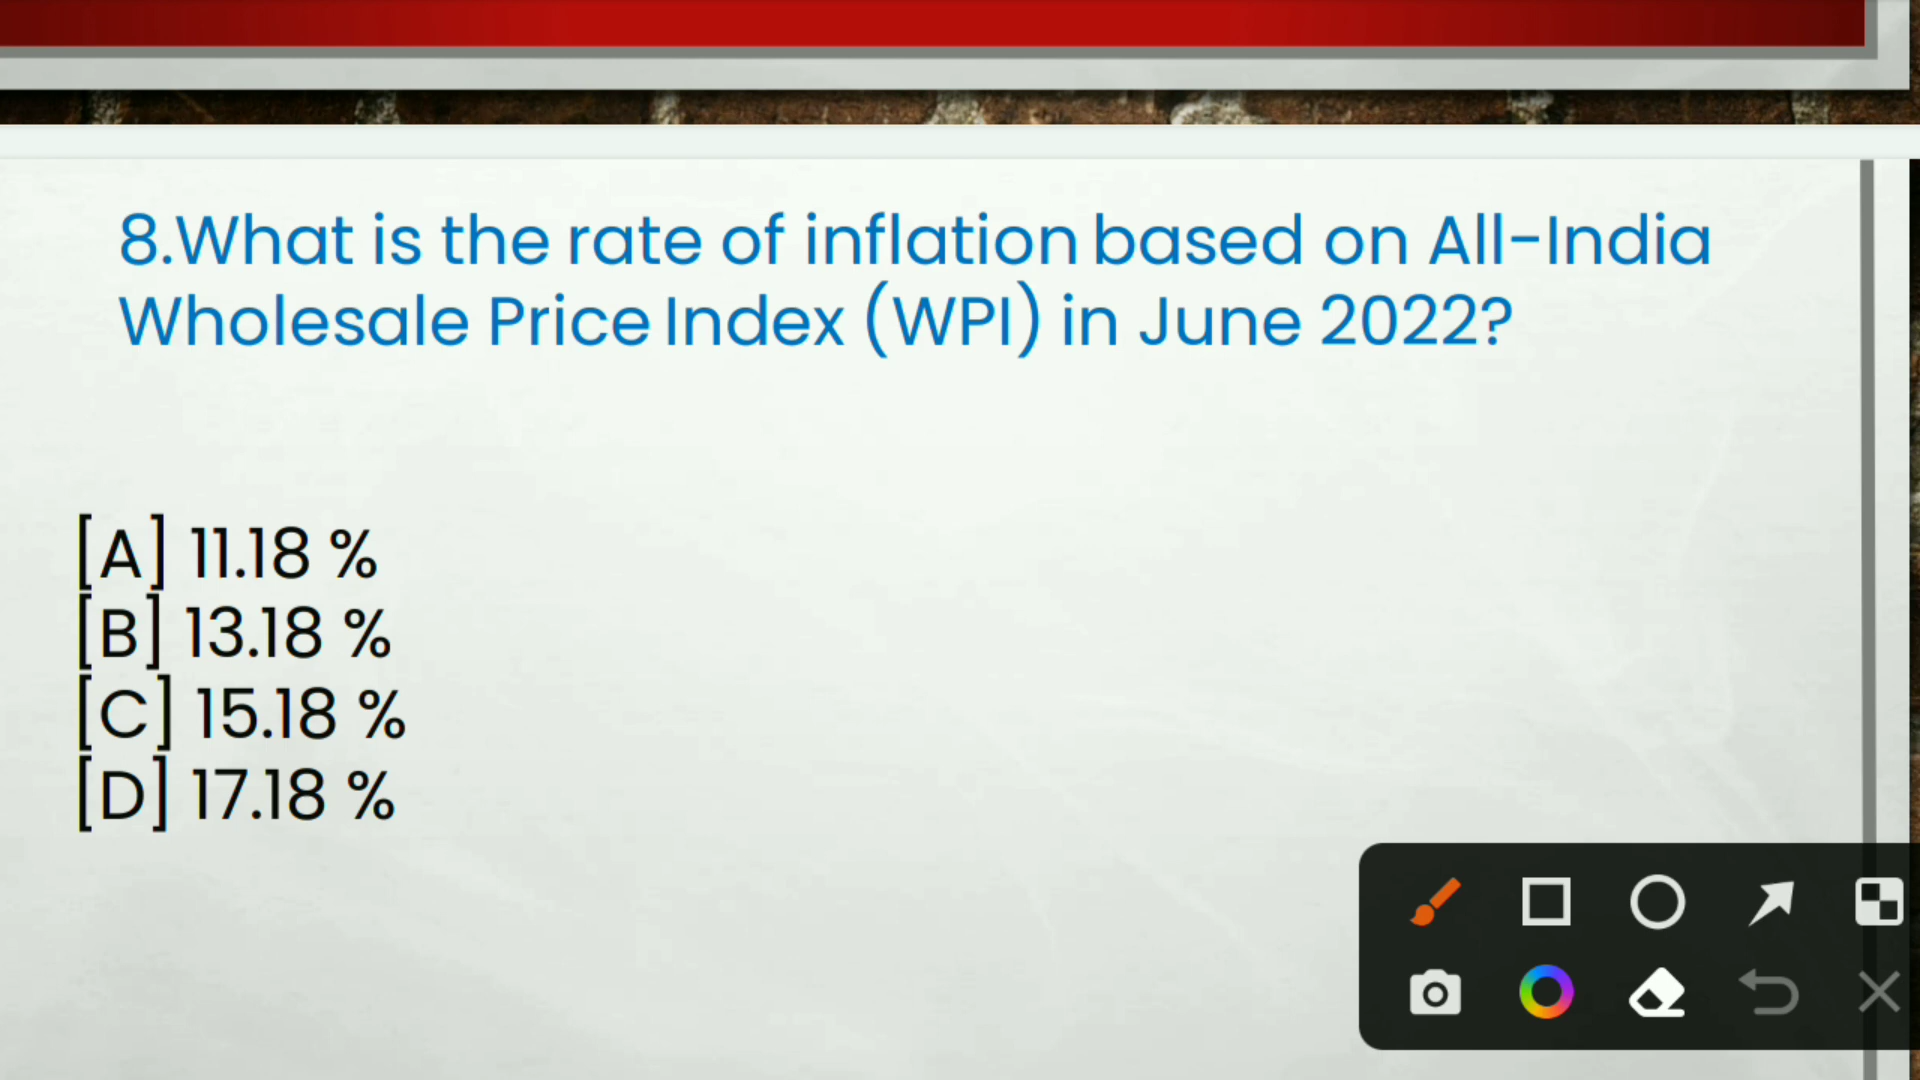 8.What is the rate of inflation based on All-India
Wholesale Price Index (WPI) in June 2022?
[A] 11.18 %
[B] 13.18 %
[C] 15.18 %
[D] 17.18 %